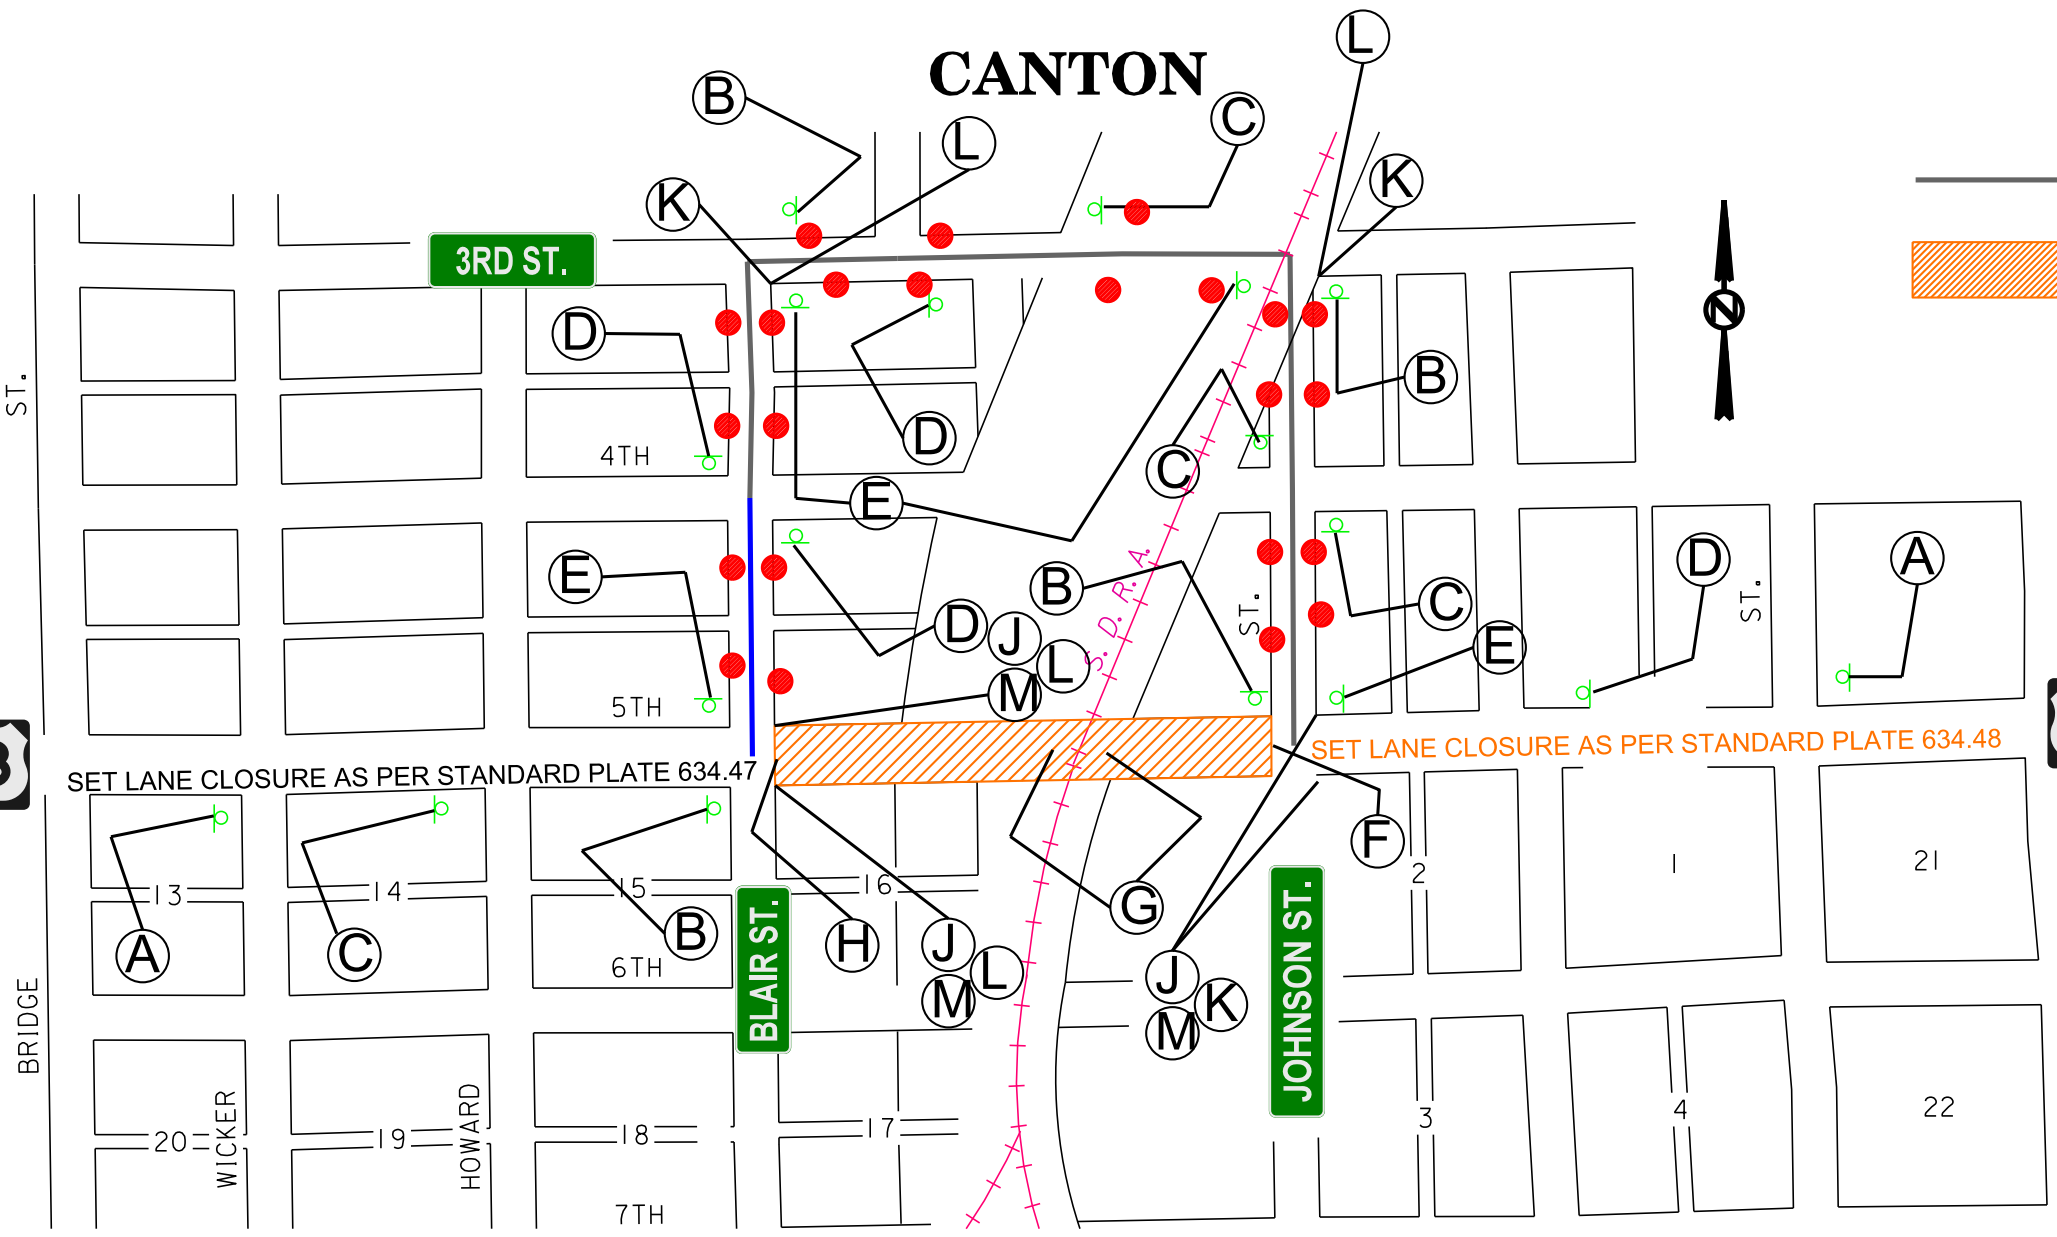 L
CANTON
B
C
L
K
K
3RD ST.
N
D
B
ST.
D
4TH
C
E
A
D
E
B
S. D. R. A.
C
ST.
ST.
D
J
E
L
M
5TH
SET LANE CLOSURE AS PER STANDARD PLATE 634.48
SET LANE CLOSURE AS PER STANDARD PLATE 634.47
F
13
14
15
16
2
1
21
G
B
A
C
6TH
BLAIR ST.
H
J
L
M
J
K
M
JOHNSON ST.
BRIDGE
WICKER
HOWARD
20
19
18
17
3
4
22
7TH